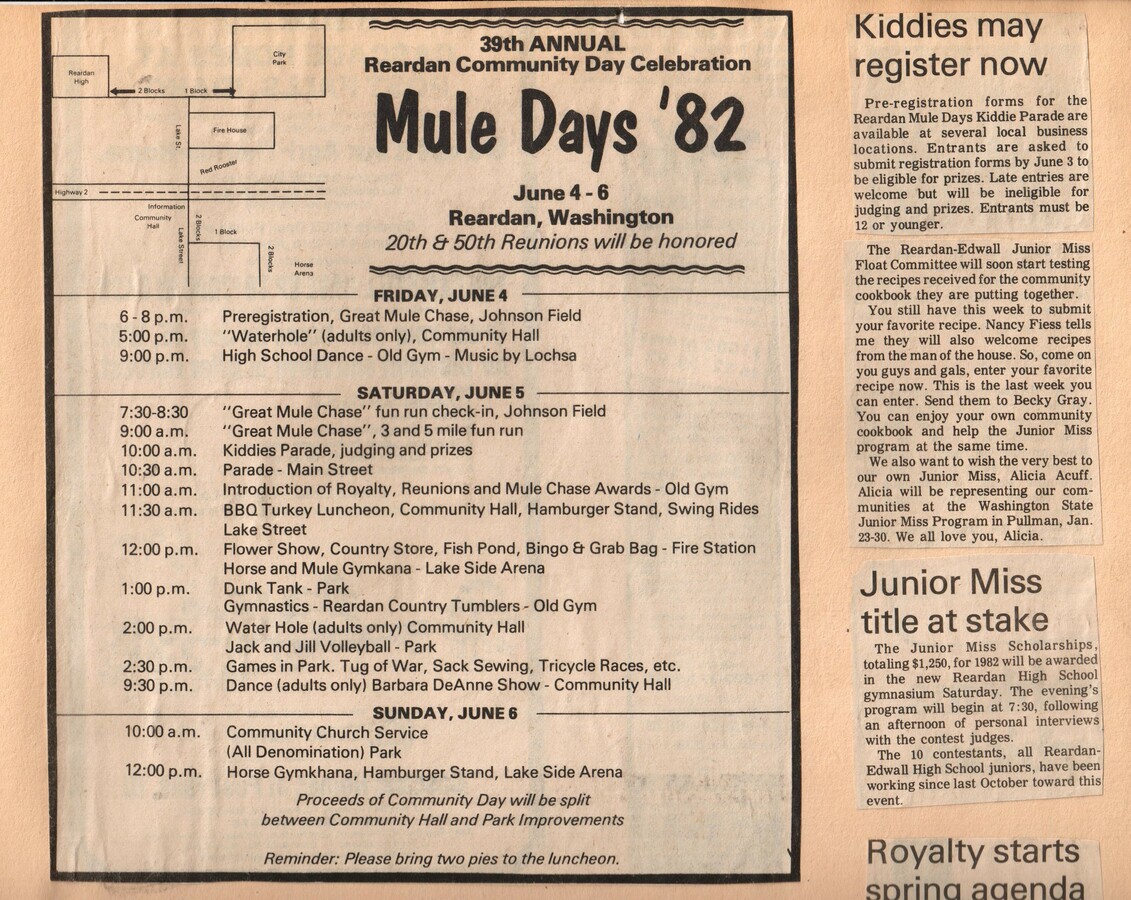 Reardan
High
City
Park
2 Blocks
1 Block
Lake St.
Fire House
Red Rooster
Highway 2
Information
Community
Hall
2 Blocks
Lake Street
1 Block
2 Blocks
Horse
Arena
39th ANNUAL
Reardan Community Day Celebration
Mule Days '82
June 4 - 6
Reardan, Washington
20th & 50th Reunions will be honored
FRIDAY, JUNE 4
6 - 8 p.m. Preregistration, Great Mule Chase, Johnson Field
5:00 p.m. "Waterhole" (adults only), Community Hall
9:00 p.m. High School Dance - Old Gym - Music by Lochsa
SATURDAY, JUNE 5
7:30-8:30 "Great Mule Chase" fun run check-in, Johnson Field
9:00 a.m. "Great Mule Chase", 3 and 5 mile fun run
10:00 a.m. Kiddies Parade, judging and prizes
10:30 a.m. Parade - Main Street
11:00 a.m. Introduction of Royalty, Reunions and Mule Chase Awards - Old Gym
11:30 a.m. BBQ Turkey Luncheon, Community Hall, Hamburger Stand, Swing Rides
Lake Street
12:00 p.m. Flower Show, Country Store, Fish Pond, Bingo & Grab Bag - Fire Station
Horse and Mule Gymkana - Lake Side Arena
1:00 p.m. Dunk Tank - Park
Gymnastics - Reardan Country Tumblers - Old Gym
2:00 p.m. Water Hole (adults only) Community Hall
Jack and Jill Volleyball - Park
2:30 p.m. Games in Park. Tug of War, Sack Sewing, Tricycle Races, etc.
9:30 p.m. Dance (adults only) Barbara DeAnne Show - Community Hall
SUNDAY, JUNE 6
10:00 a.m. Community Church Service
(All Denomination) Park
12:00 p.m. Horse Gymkhana, Hamburger Stand, Lake Side Arena
Proceeds of Community Day will be split
between Community Hall and Park Improvements
Reminder: Please bring two pies to the luncheon.
Kiddies may
register now
Pre-registration forms for the
Reardan Mule Days Kiddie Parade are
available at several local business
locations. Entrants are asked to
submit registration forms by June 3 to
be eligible for prizes. Late entries are
welcome but will be ineligible for
judging and prizes. Entrants must be
12 or younger.
The Reardan-Edwall Junior Miss
Float Committee will soon start testing
the recipes received for the community
cookbook they are putting together.
You still have this week to submit
your favorite recipe. Nancy Fiess tells
me they will also welcome recipes
from the man of the house. So, come on
you guys and gals, enter your favorite
recipe now. This is the last week you
can enter. Send them to Becky Gray.
You can enjoy your own community
cookbook and help the Junior Miss
program at the same time.
We also want to wish the very best to
our own Junior Miss, Alicia Acuff.
Alicia will be representing our com-
munities at the Washington State
Junior Miss Program in Pullman, Jan.
23-30. We all love you, Alicia.
Junior Miss
title at stake
The Junior Miss Scholarships,
totaling $1,250, for 1982 will be awarded
in the new Reardan High School
gymnasium Saturday. The evening's
program will begin at 7:30, following
an afternoon of personal interviews
with the contest judges.
The 10 contestants, all Reardan-
Edwall High School juniors, have been
working since last October toward this
event.
Royalty starts
spring agenda